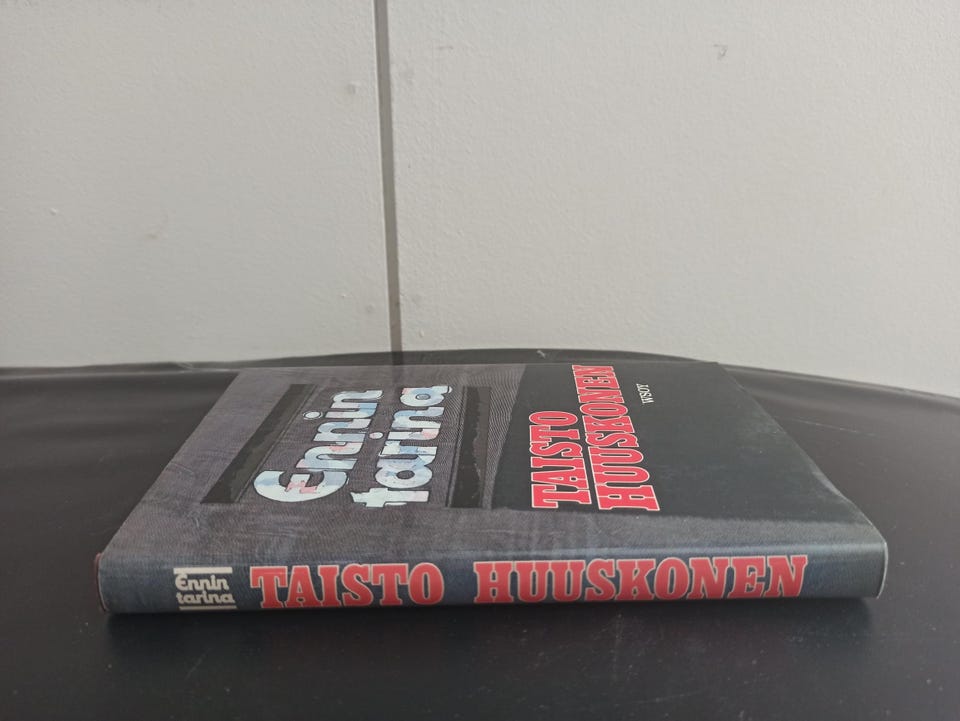 Ennin
tarina
TAISTO
HUUSKONEN
WSOY
Ennin
tarina
TAISTO HUUSKONEN